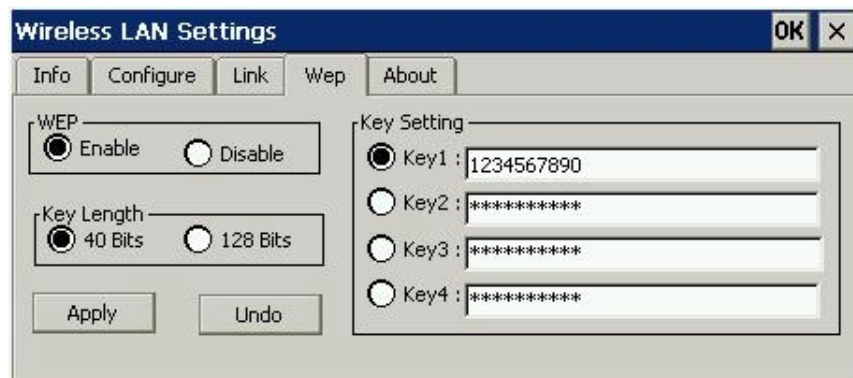 Wireless LAN Settings OK ×
Info Configure Link Wep About
WEP
Enable Disable
Key Length
40 Bits 128 Bits
Apply Undo
Key Setting
Key1 : 1234567890
Key2 : **********
Key3 : **********
Key4 : **********